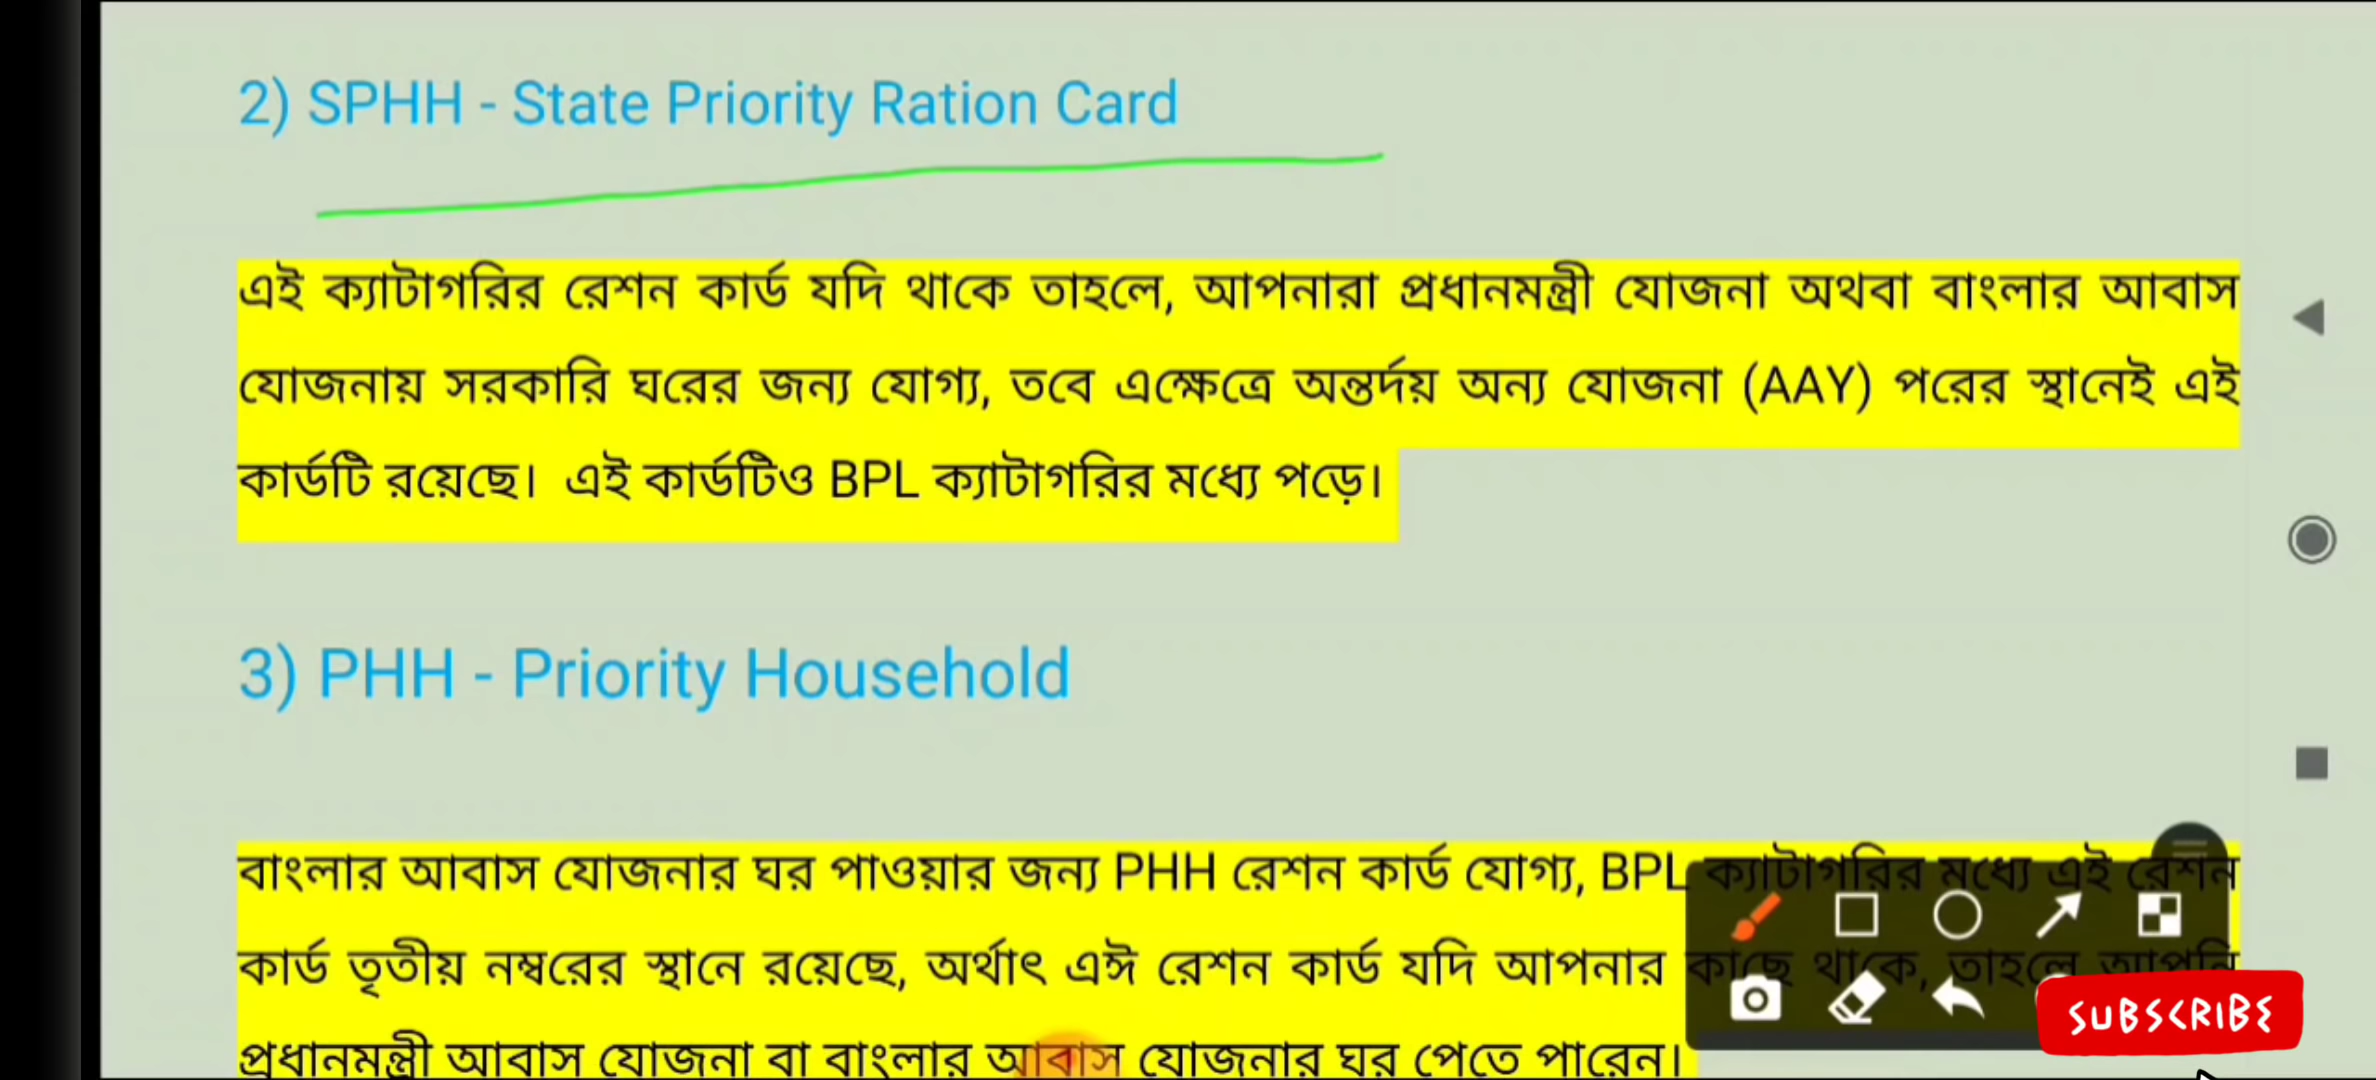 2) SPHH - State Priority Ration Card
এই ক্যাটাগরির রেশন কার্ড যদি থাকে তাহলে, আপনারা প্রধানমন্ত্রী যোজনা অথবা বাংলার আবাস
যোজনায় সরকারি ঘরের জন্য যোগ্য, তবে এক্ষেত্রে অন্তর্দয় অন্য যোজনা (AAY) পরের স্থানেই এই
কার্ডটি রয়েছে। এই কার্ডটিও BPL ক্যাটাগরির মধ্যে পড়ে।
3) PHH - Priority Household
বাংলার আবাস যোজনার ঘর পাওয়ার জন্য PHH রেশন কার্ড যোগ্য, BPL ক্যাটাগরির মধ্যে এই রেশন
কার্ড তৃতীয় নম্বরের স্থানে রয়েছে, অর্থাৎ এঈ রেশন কার্ড যদি আপনার কাছে থাকে, তাহলে আপনি
প্রধানমন্ত্রী আবাস যোজনা বা বাংলার আবাস যোজনার ঘর পেতে পারেন।
SUBSCRIBE